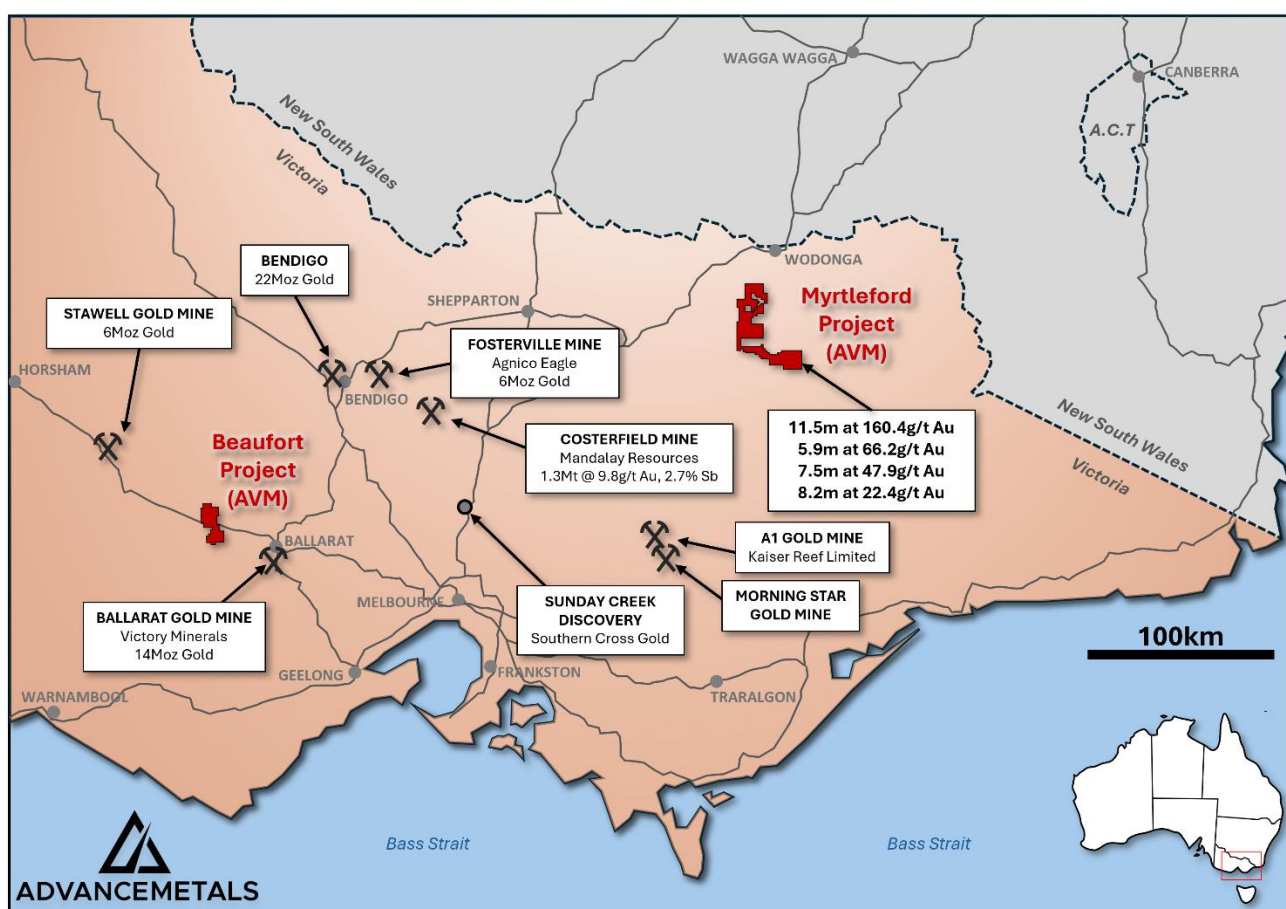 WAGGA WAGGA
CANBERRA
A.C.T
New South Wales
Victoria
BENDIGO
22Moz Gold
WODONGA
STAWELL GOLD MINE
6Moz Gold
SHEPPARTON
Myrtleford
Project
(AVM)
FOSTERVILLE MINE
Agnico Eagle
6Moz Gold
HORSHAM
BENDIGO
New South Wales
Victoria
Beaufort
Project
(AVM)
COSTERFIELD MINE
Mandalay Resources
1.3Mt @ 9.8g/t Au, 2.7% Sb
11.5m at 160.4g/t Au
5.9m at 66.2g/t Au
7.5m at 47.9g/t Au
8.2m at 22.4g/t Au
BALLARAT
A1 GOLD MINE
Kaiser Reef Limited
BALLARAT GOLD MINE
Victory Minerals
14Moz Gold
MELBOURNE
SUNDAY CREEK
DISCOVERY
Southern Cross Gold
MORNING STAR
GOLD MINE
100km
GEELONG
FRANKSTON
TRARALGON
WARNAMBOOL
Bass Strait
Bass Strait
ADVANCEMETALS